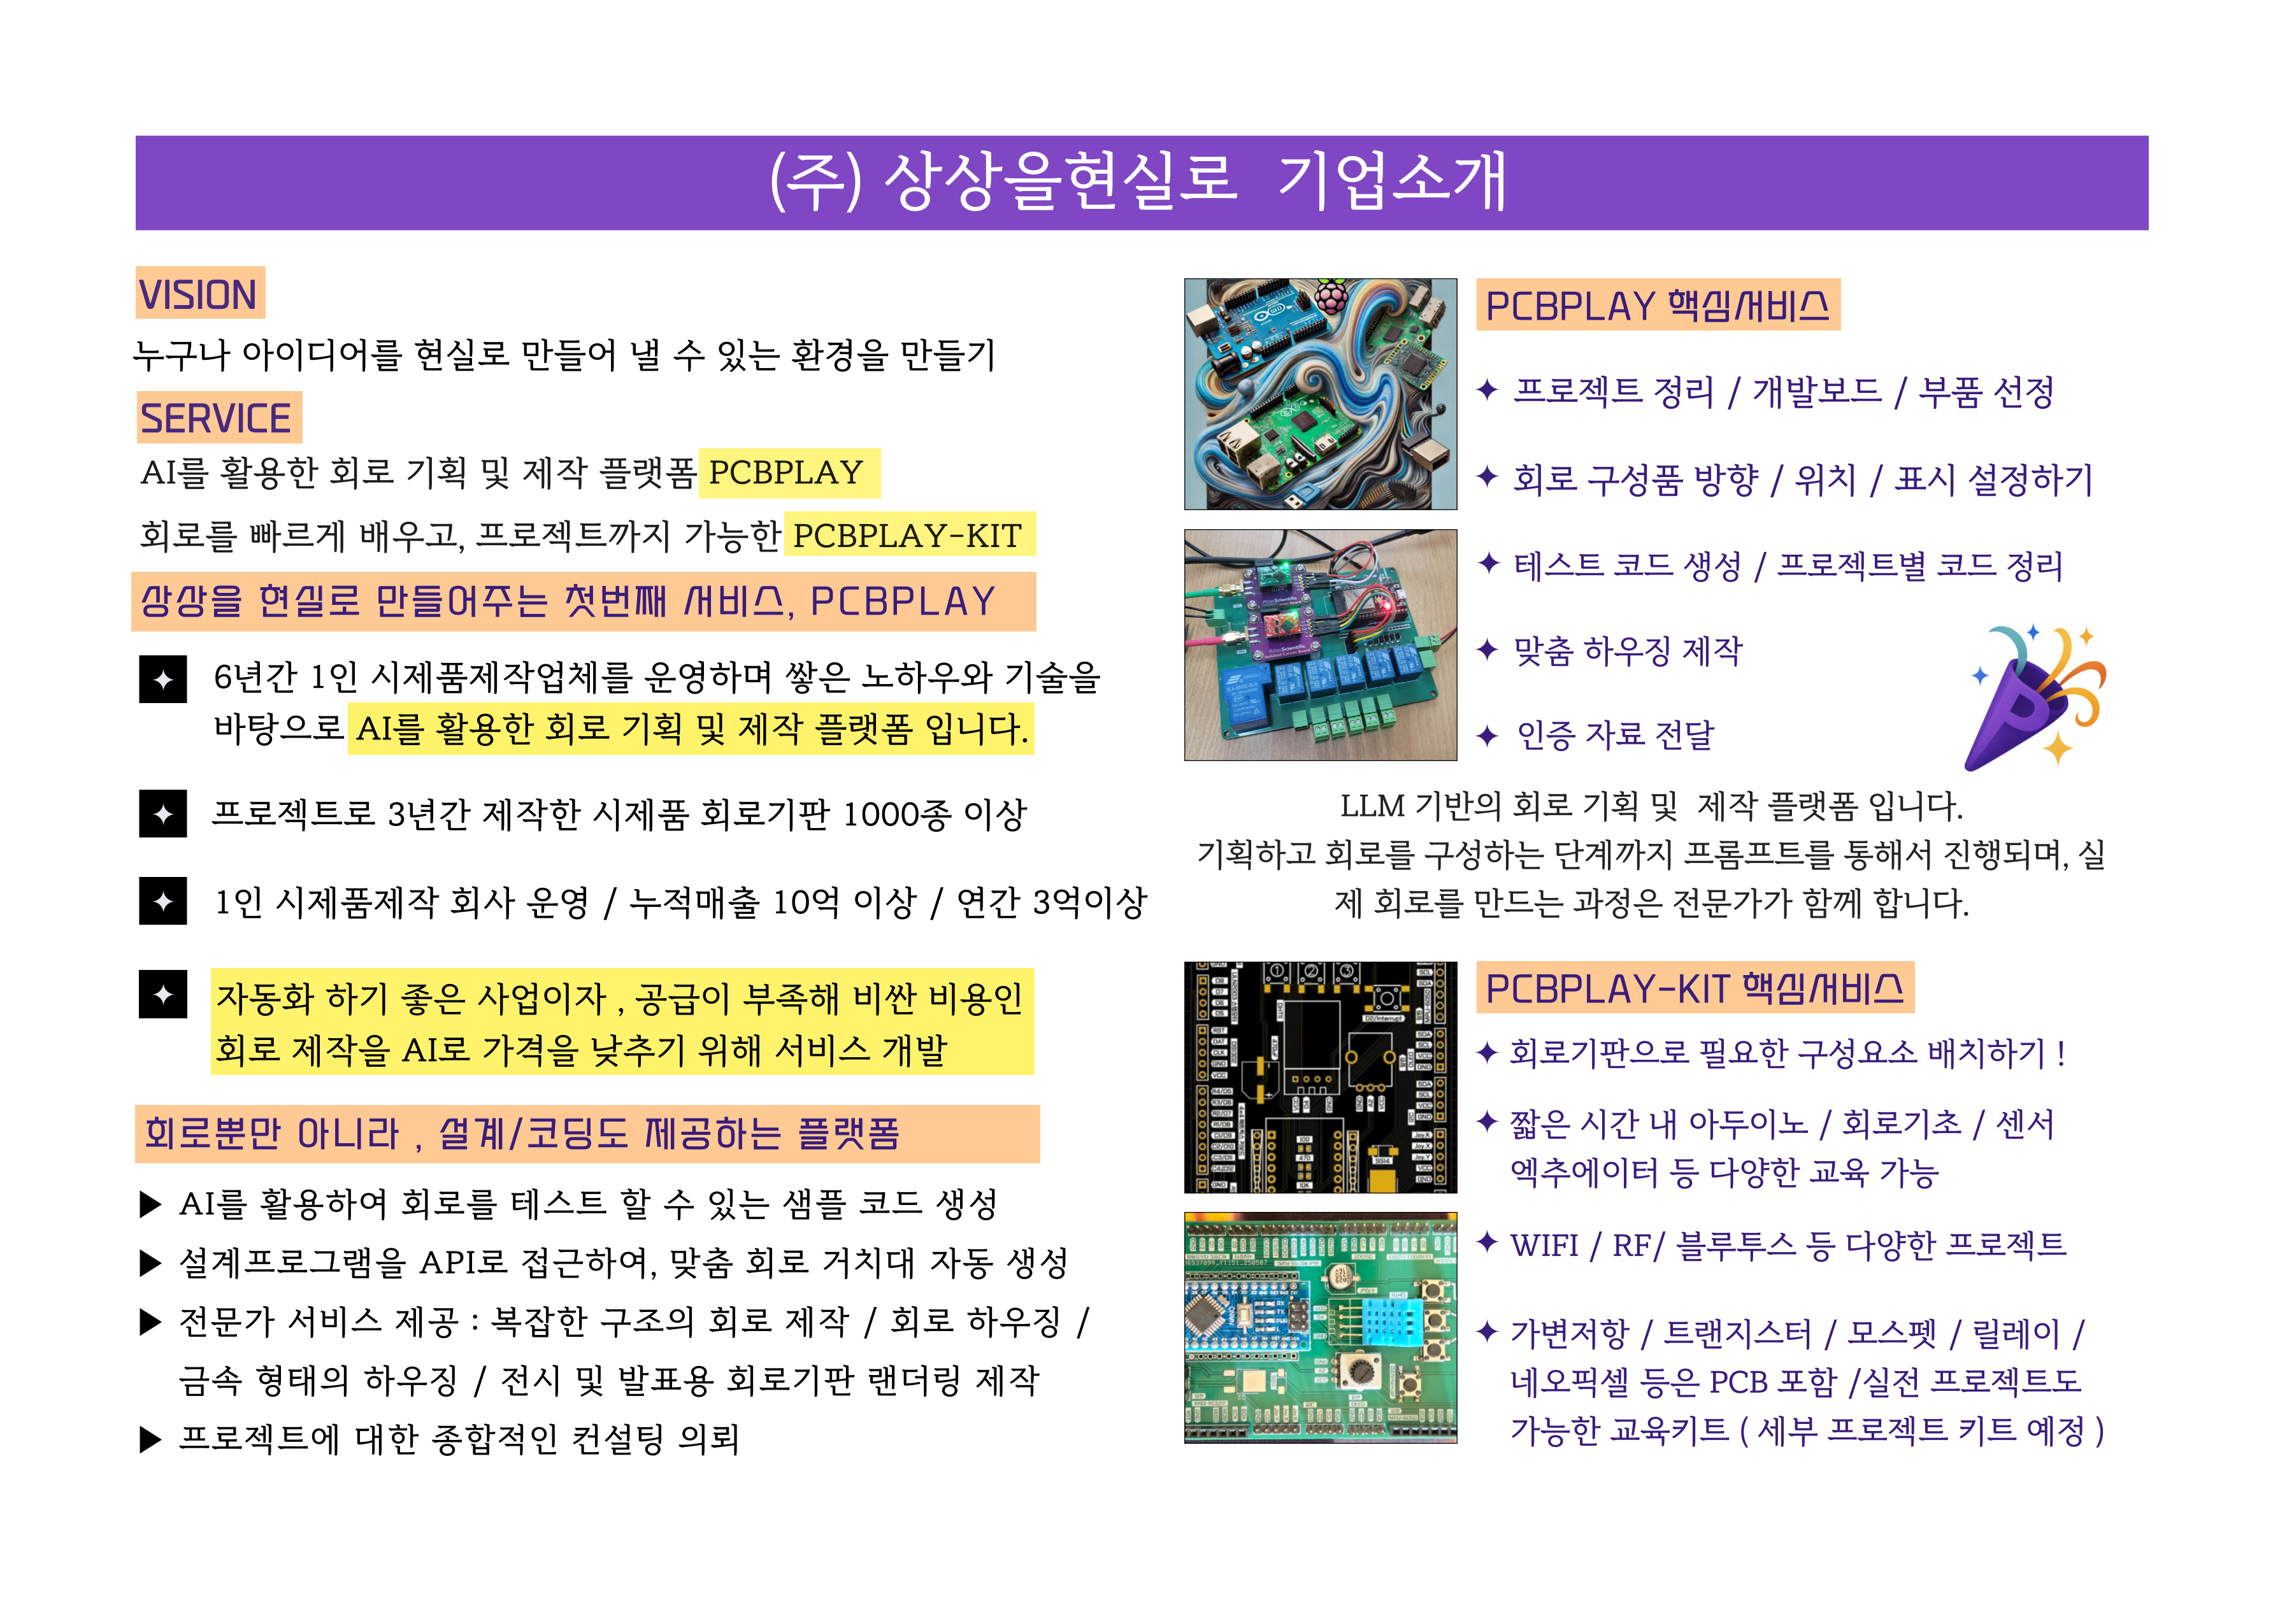 (주) 상상을현실로 기업소개
VISION
누구나 아이디어를 현실로 만들어 낼 수 있는 환경을 만들기
SERVICE
AI를 활용한 회로 기획 및 제작 플랫폼 PCBPLAY
회로를 빠르게 배우고, 프로젝트까지 가능한 PCBPLAY-KIT
상상을 현실로 만들어주는 첫번째 서비스, PCBPLAY
6년간 1인 시제품제작업체를 운영하며 쌓은 노하우와 기술을
바탕으로 AI를 활용한 회로 기획 및 제작 플랫폼 입니다.
프로젝트로 3년간 제작한 시제품 회로기판 1000종 이상
1인 시제품제작 회사 운영 / 누적매출 10억 이상 / 연간 3억이상
자동화 하기 좋은 사업이자 , 공급이 부족해 비싼 비용인
회로 제작을 AI로 가격을 낮추기 위해 서비스 개발
회로뿐만 아니라 , 설계/코딩도 제공하는 플랫폼
▶ AI를 활용하여 회로를 테스트 할 수 있는 샘플 코드 생성
▶ 설계프로그램을 API로 접근하여, 맞춤 회로 거치대 자동 생성
▶ 전문가 서비스 제공 : 복잡한 구조의 회로 제작 / 회로 하우징 /
금속 형태의 하우징 / 전시 및 발표용 회로기판 랜더링 제작
▶ 프로젝트에 대한 종합적인 컨설팅 의뢰
PCBPLAY 핵심서비스
✦ 프로젝트 정리 / 개발보드 / 부품 선정
✦ 회로 구성품 방향 / 위치 / 표시 설정하기
✦ 테스트 코드 생성 / 프로젝트별 코드 정리
✦ 맞춤 하우징 제작
✦ 인증 자료 전달
LLM 기반의 회로 기획 및 제작 플랫폼 입니다.
기획하고 회로를 구성하는 단계까지 프롬프트를 통해서 진행되며, 실
제 회로를 만드는 과정은 전문가가 함께 합니다.
PCBPLAY-KIT 핵심서비스
✦ 회로기판으로 필요한 구성요소 배치하기 !
✦ 짧은 시간 내 아두이노 / 회로기초 / 센서
엑추에이터 등 다양한 교육 가능
✦ WIFI / RF/ 블루투스 등 다양한 프로젝트
✦ 가변저항 / 트랜지스터 / 모스펫 / 릴레이 /
네오픽셀 등은 PCB 포함 /실전 프로젝트도
가능한 교육키트 ( 세부 프로젝트 키트 예정 )